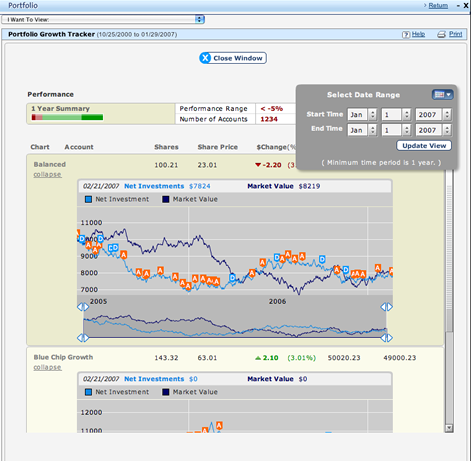 Portfolio
Return
I Want To View:
Portfolio Growth Tracker (10/25/2000 to 01/29/2007)
Help
Print
X Close Window
Performance
1 Year Summary
Performance Range < -5%
Number of Accounts 1234
Select Date Range
Start Time Jan 1 2007
End Time Jan 1 2007
Update View
( Minimum time period is 1 year. )
Chart Account Shares Share Price $Change(%
Balanced 100.21 23.01 -2.20
collapse
02/21/2007 Net Investments $7824 Market Value $8219
Net Investment Market Value
11000
10000
9000
8000
7000
2005 2006
Blue Chip Growth 143.32 63.01 2.10 (3.01%) 50020.23 49000.23
collapse
02/21/2007 Net Investments $0 Market Value $0
Net Investment Market Value
12000
11000